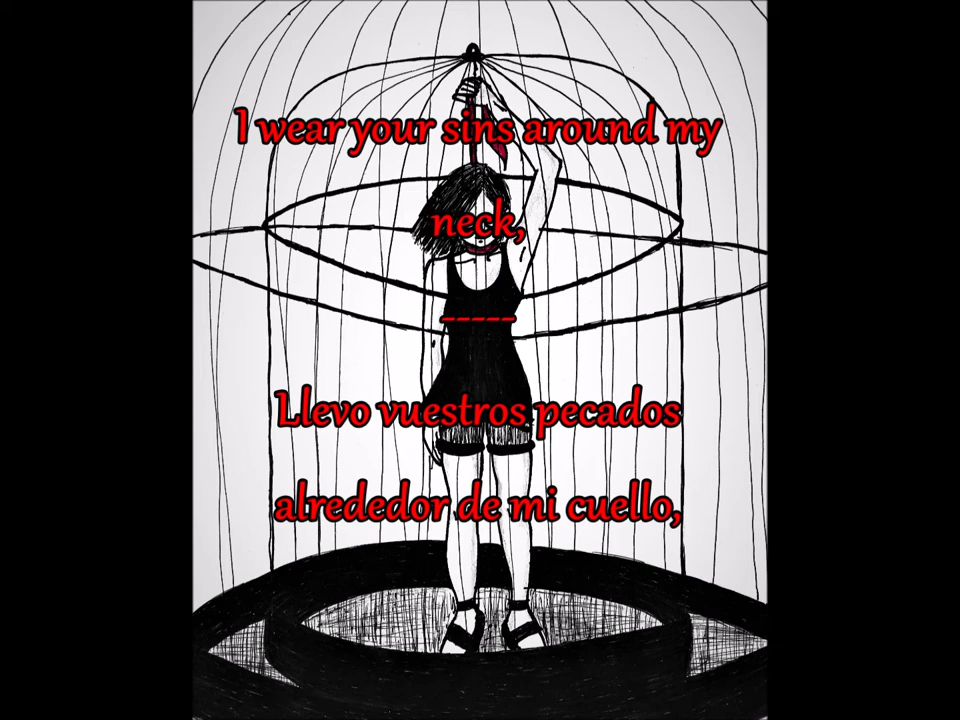 I wear your sins around my
neck,
-----
Llevo vuestros pecados
alrededor de mi cuello,